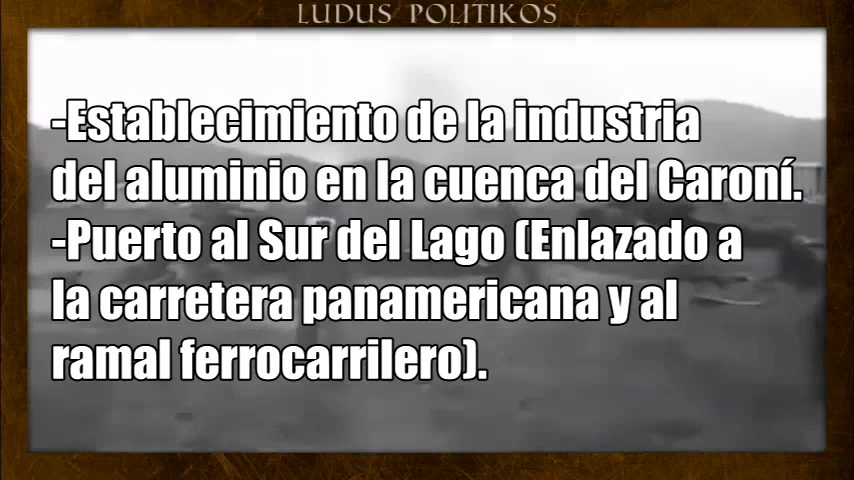 LUDUS POLITIKOS
-Establecimiento de la industria
del aluminio en la cuenca del Caroní.
-Puerto al Sur del Lago (Enlazado a
la carretera panamericana y al
ramal ferrocarrilero).